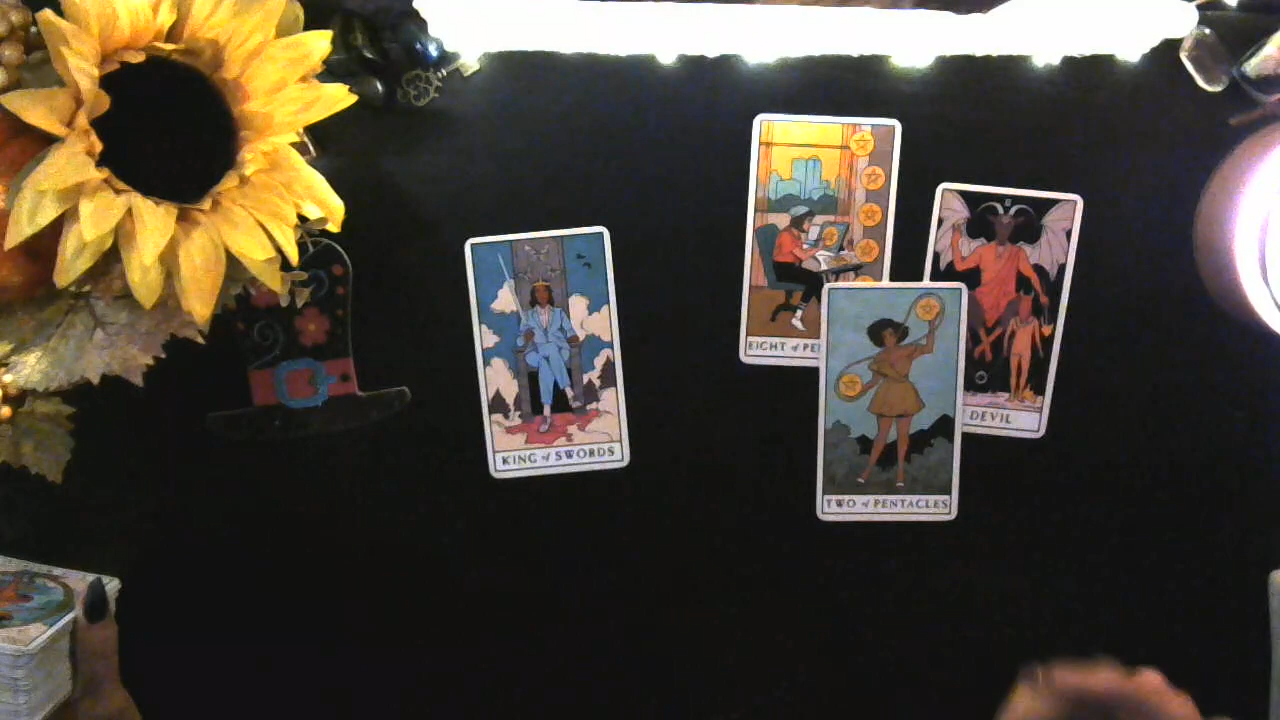 KING of SWORDS
EIGHT of PE
DEVIL
TWO of PENTACLES